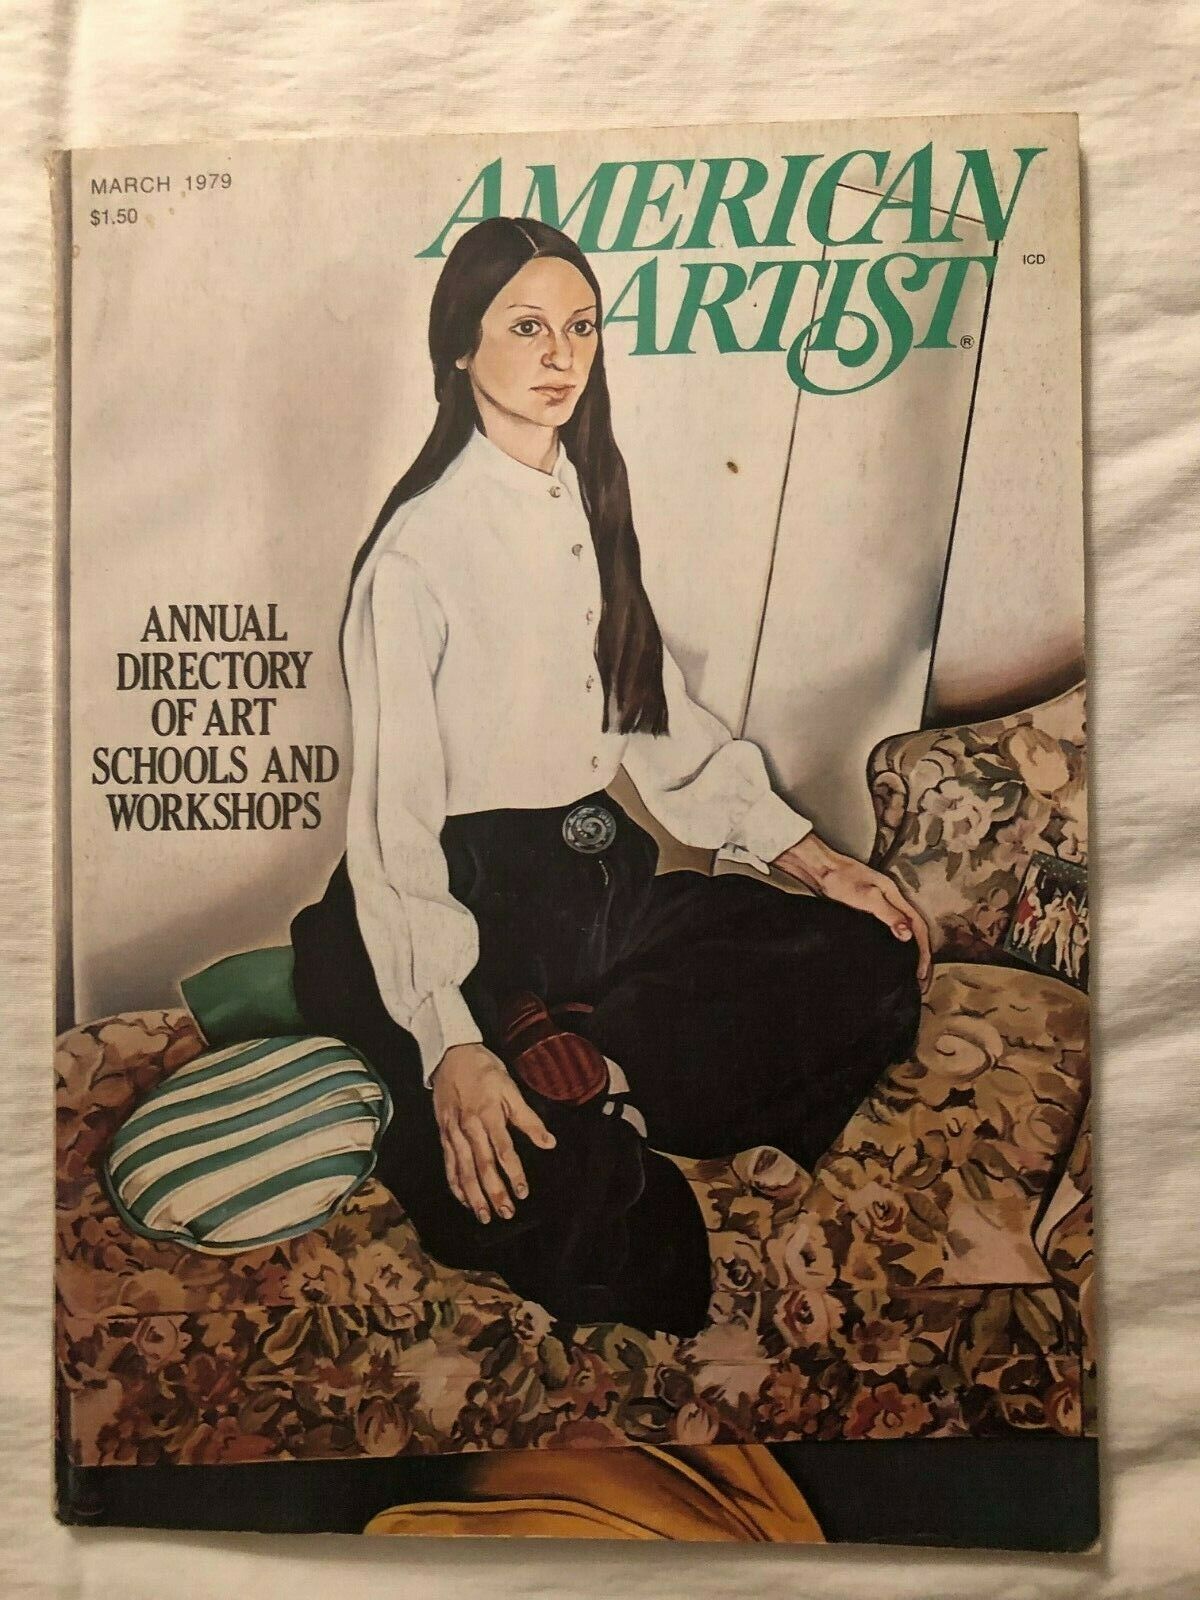 MARCH 1979
$1.50
AMERICAN
ARTIST®
ICD
ANNUAL
DIRECTORY
OF ART
SCHOOLS AND
WORKSHOPS